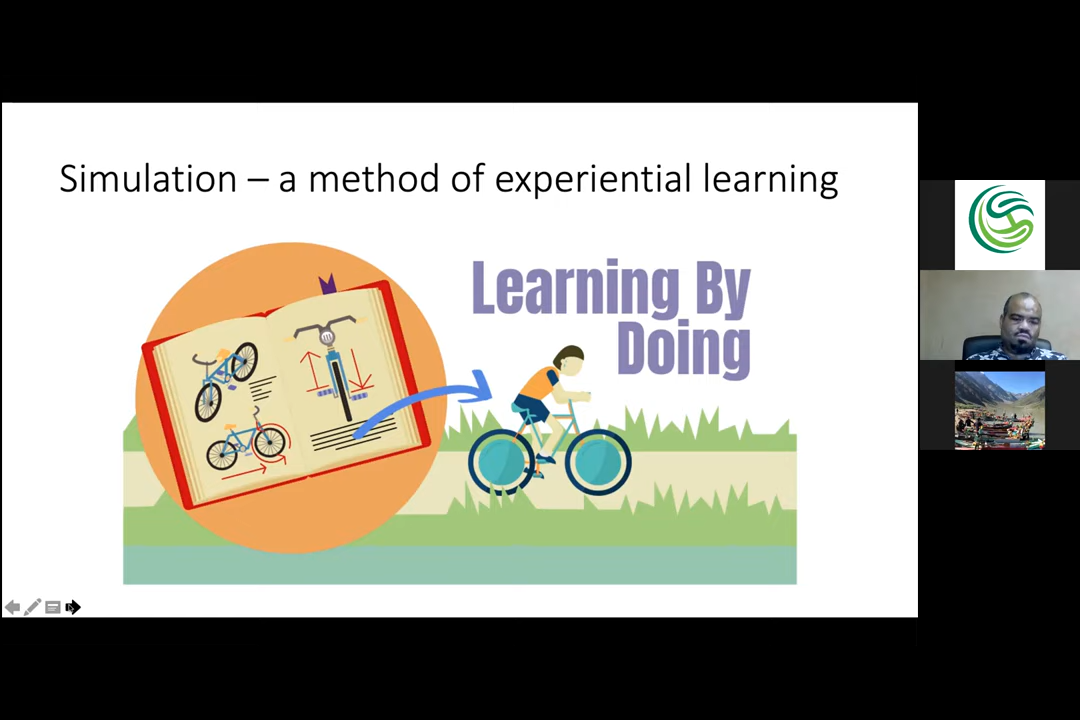 Simulation – a method of experiential learning
Learning By
Doing